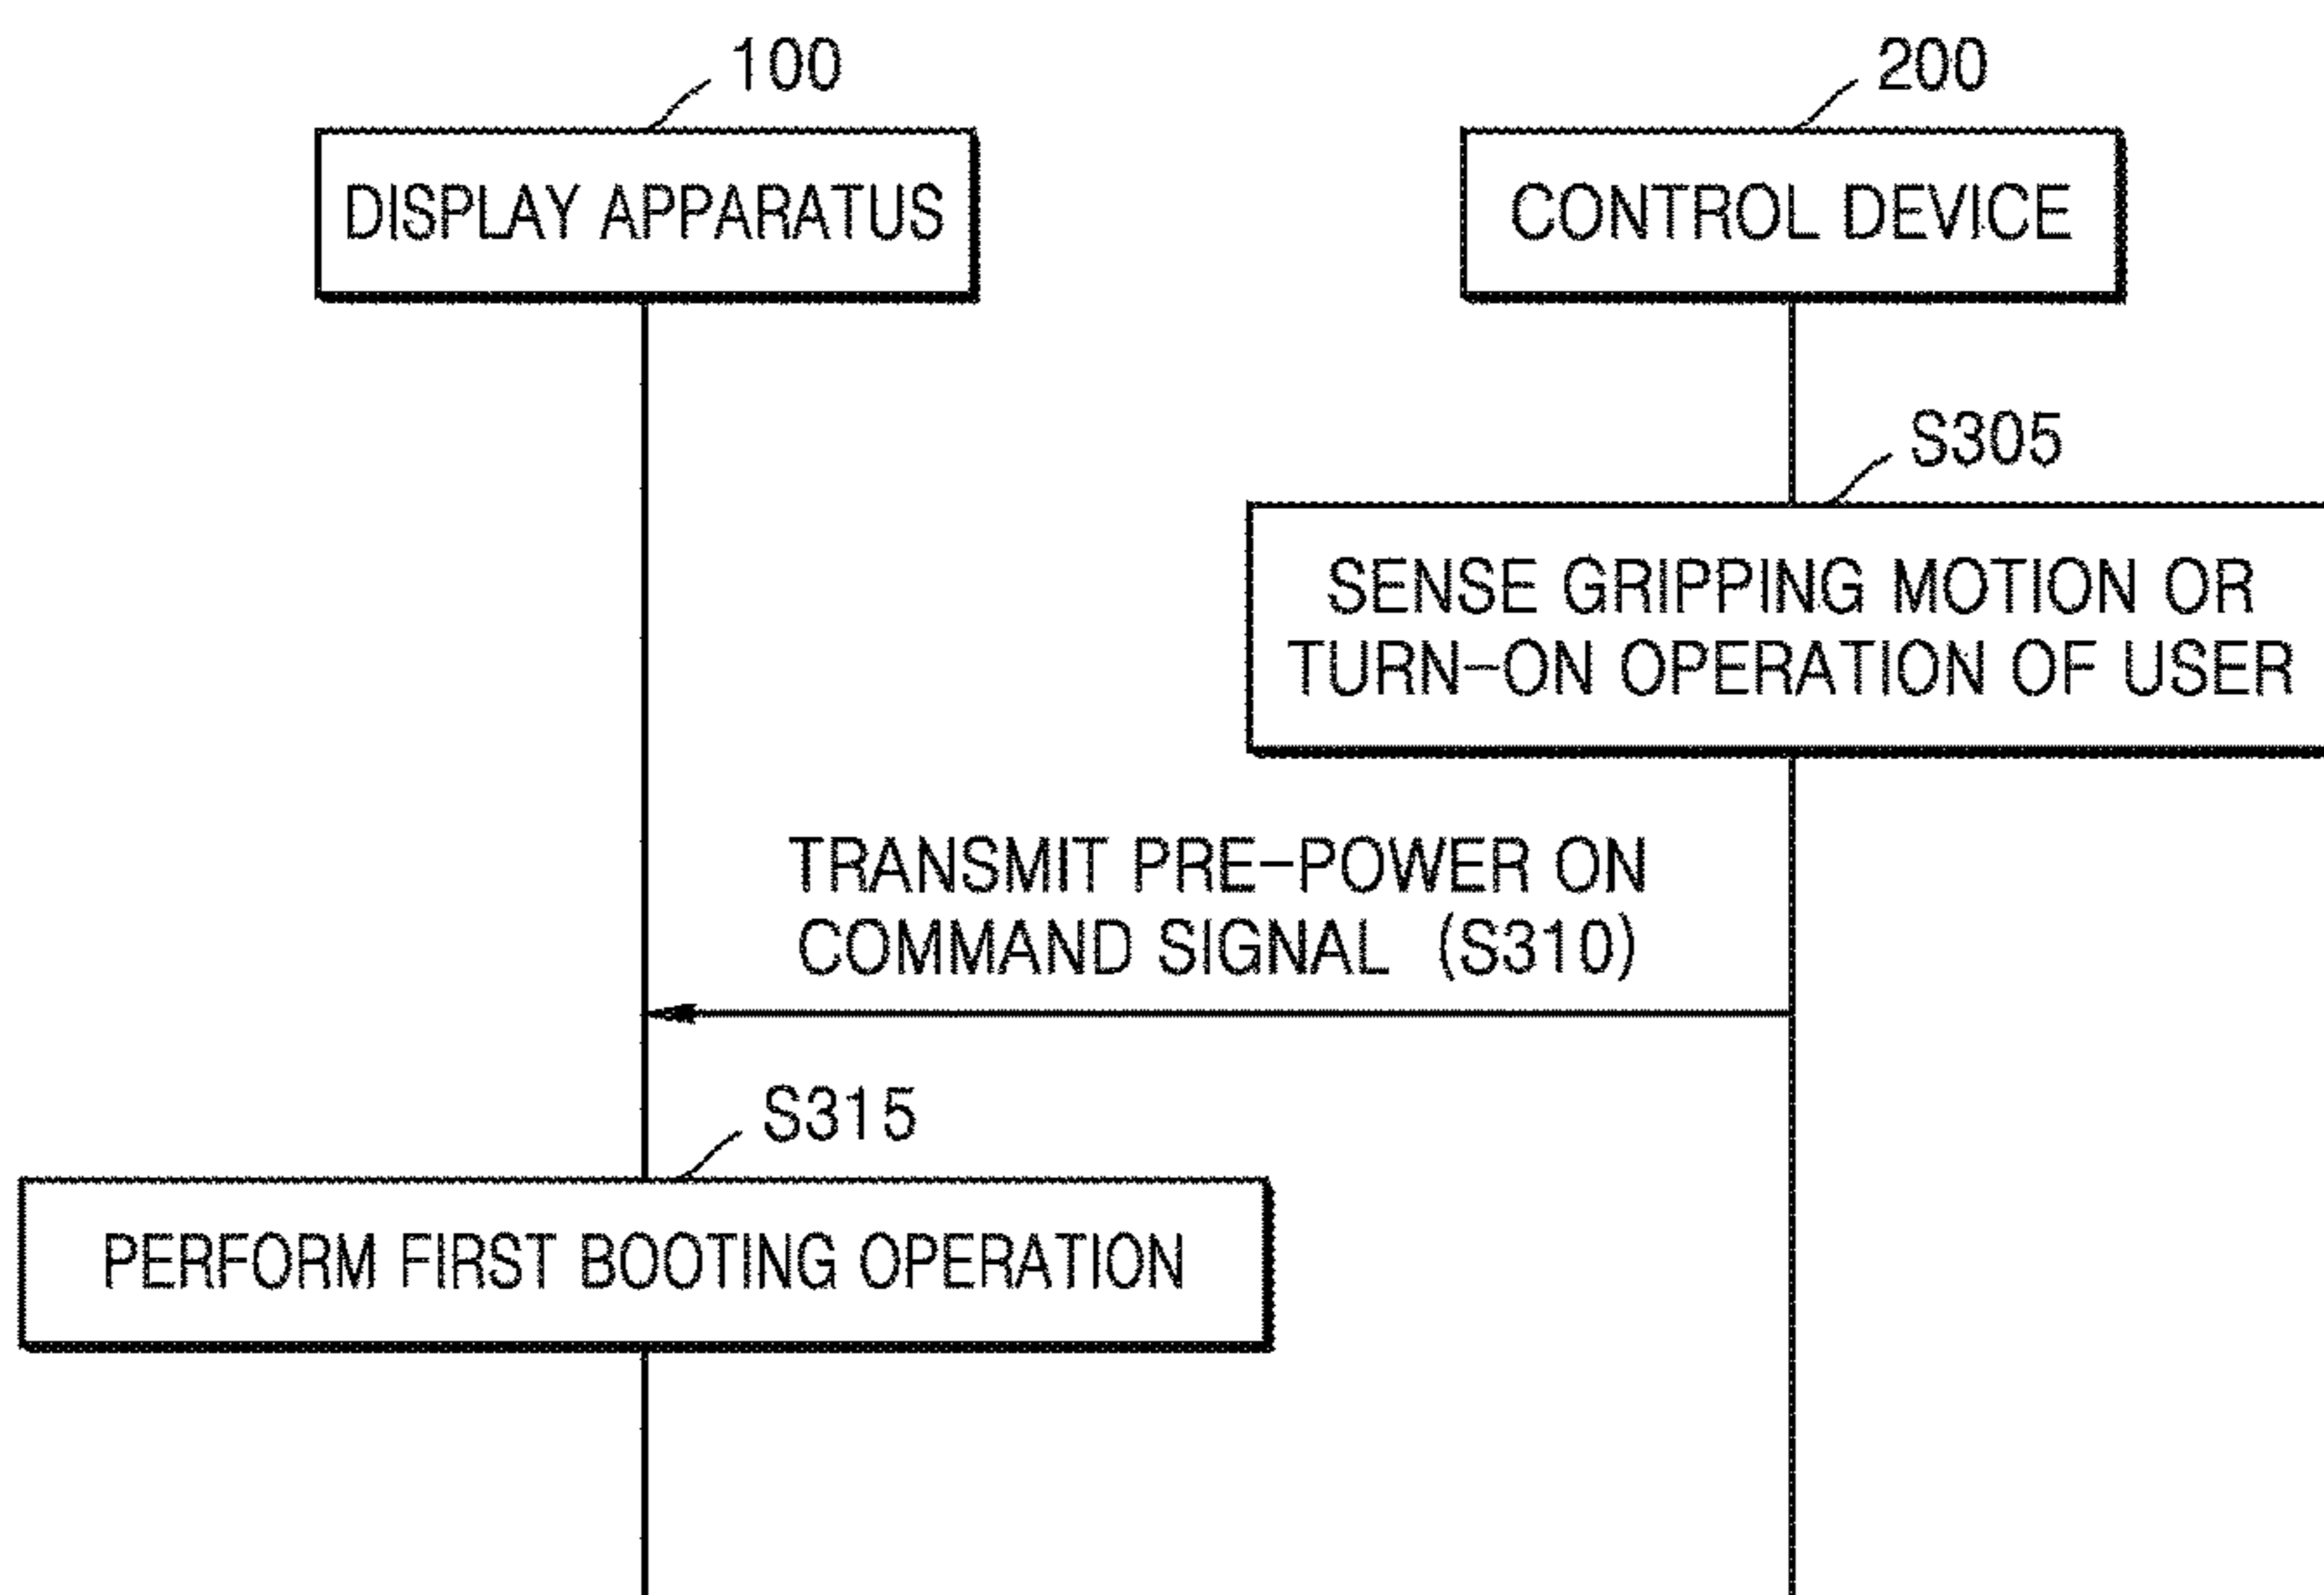 100
200
DISPLAY APPARATUS
CONTROL DEVICE
S305
SENSE GRIPPING MOTION OR
TURN-ON OPERATION OF USER
TRANSMIT PRE-POWER ON
COMMAND SIGNAL (S310)
S315
PERFORM FIRST BOOTING OPERATION